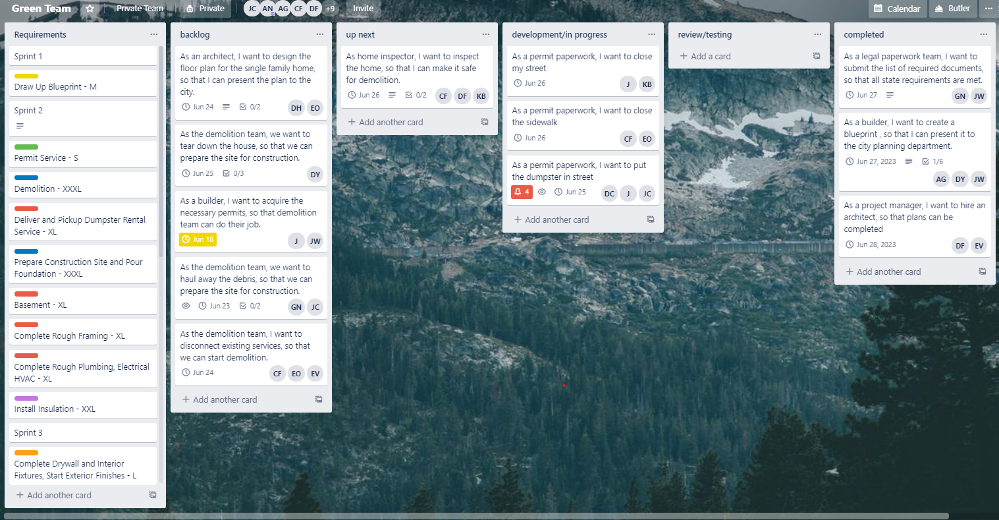 Green Team
Private Team
Private
JC AN AG CF DF +9
Invite
Calendar
Butler
Requirements
Sprint 1
Draw Up Blueprint - M
Sprint 2
Permit Service - S
Demolition - XXXL
Deliver and Pickup Dumpster Rental
Service - XL
Prepare Construction Site and Pour
Foundation - XXXL
Basement - XL
Complete Rough Framing - XL
Complete Rough Plumbing, Electrical
HVAC - XL
Install Insulation - XXL
Sprint 3
Complete Drywall and Interior
Fixtures, Start Exterior Finishes - L
+ Add another card
backlog
As an architect, I want to design the
floor plan for the single family home,
so that I can present the plan to the
city.
Jun 24 0/2 DH EO
As the demolition team, we want to
tear down the house, so that we can
prepare the site for construction.
Jun 25 0/3 DY
As a builder, I want to acquire the
necessary permits, so that demolition
team can do their job.
Jun 18 J JW
As the demolition team, we want to
haul away the debris, so that we can
prepare the site for construction.
Jun 23 0/2 GN JC
As the demolition team, I want to
disconnect existing services, so that
we can start demolition.
Jun 24 CF EO EV
+ Add another card
up next
As home inspector, I want to inspect
the home, so that I can make it safe
for demolition.
Jun 26 0/2 CF DF KB
+ Add another card
development/in progress
As a permit paperwork, I want to close
my street
Jun 26 J KB
As a permit paperwork, I want to close
the sidewalk
Jun 26 CF EO
As a permit paperwork, I want to put
the dumpster in street
4 Jun 25 DC J JC
+ Add another card
review/testing
+ Add a card
completed
As a legal paperwork team, I want to
submit the list of required documents,
so that all state requirements are met.
Jun 27 GN JW
As a builder, I want to create a
blueprint , so that I can present it to
the city planning department.
Jun 27, 2023 1/6
AG DY JW
As a project manager, I want to hire an
architect, so that plans can be
completed
Jun 28, 2023 DF EV
+ Add another card